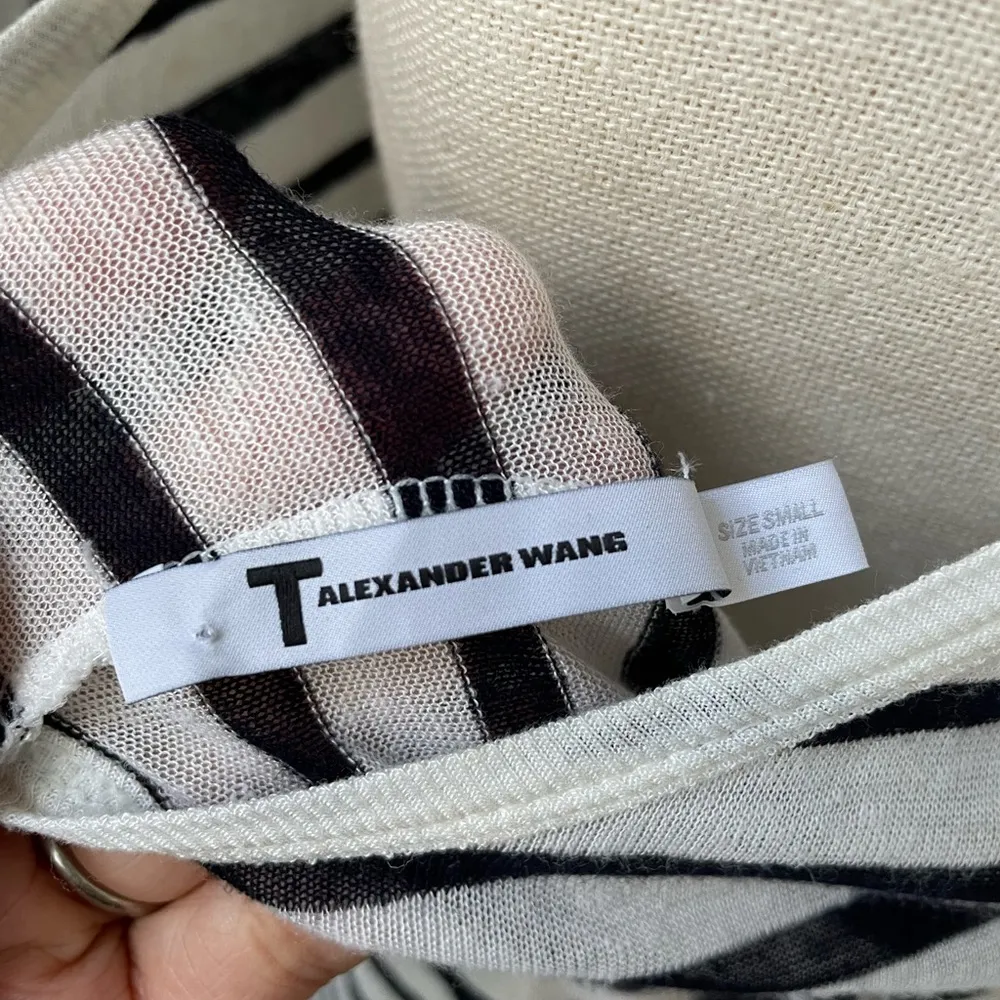 T ALEXANDER WANG
SIZE SMALL
MADE IN
VIETNAM